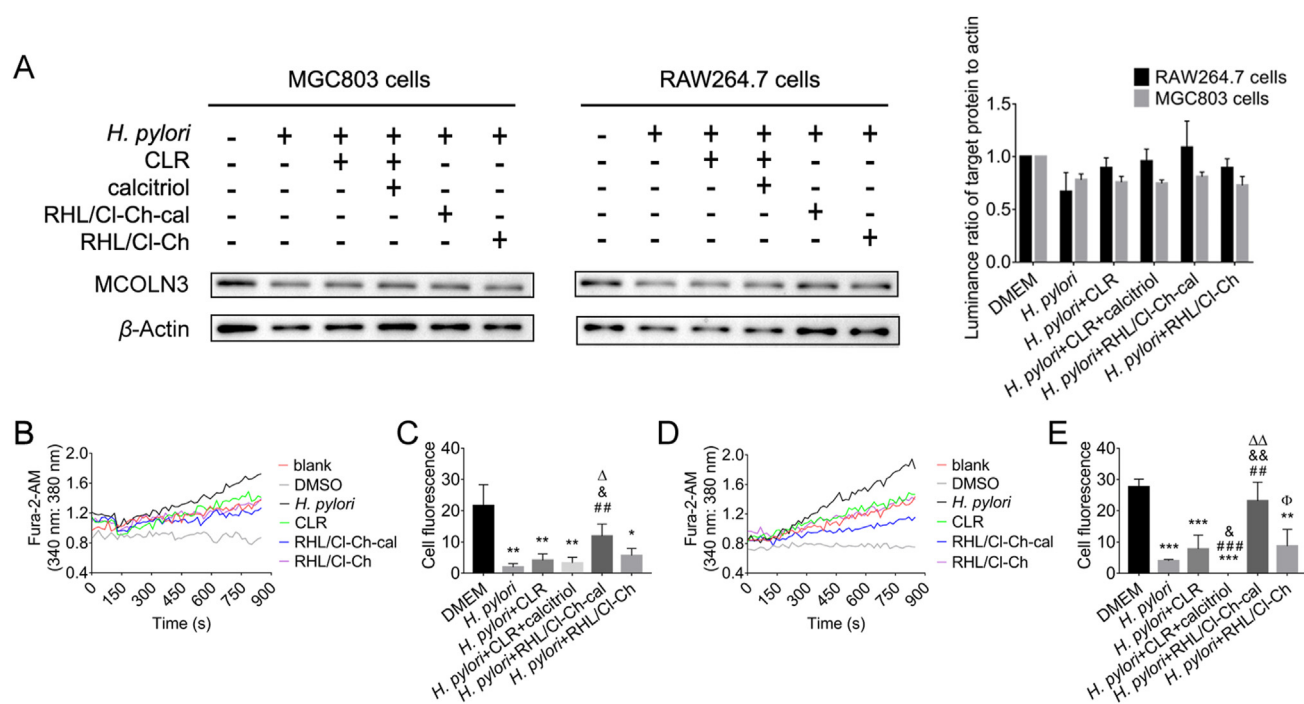 A
MGC803 cells
RAW264.7 cells
H. pylori - + + + + +
CLR - - + + - -
calcitriol - - - + - -
RHL/Cl-Ch-cal - - - - + -
RHL/Cl-Ch - - - - - +
- + + + + +
- - + + - -
- - - + - -
- - - - + -
- - - - - +
MCOLN3
β-Actin
RAW264.7 cells
MGC803 cells
Luminance ratio of target protein to actin
1.5
1.0
0.5
0.0
DMEM
H. pylori
H. pylori+CLR
H. pylori+CLR+calcitriol
H. pylori+RHL/Cl-Ch-cal
H. pylori+RHL/Cl-Ch
B
Fura-2-AM
(340 nm: 380 nm)
2.0
1.6
1.2
0.8
0.4
0 150 300 450 600 750 900
Time (s)
blank
DMSO
H. pylori
CLR
RHL/Cl-Ch-cal
RHL/Cl-Ch
C
Cell fluorescence
40
30
20
10
0
**
**
**
Δ
&
##
*
DMEM
H. pylori
H. pylori+CLR
H. pylori+CLR+calcitriol
H. pylori+RHL/Cl-Ch-cal
H. pylori+RHL/Cl-Ch
D
Fura-2-AM
(340 nm: 380 nm)
2.0
1.6
1.2
0.8
0.4
0 150 300 450 600 750 900
Time (s)
blank
DMSO
H. pylori
CLR
RHL/Cl-Ch-cal
RHL/Cl-Ch
E
Cell fluorescence
40
30
20
10
0
***
***
&
###
***
ΔΔ
&&
##
Φ
**
DMEM
H. pylori
H. pylori+CLR
H. pylori+CLR+calcitriol
H. pylori+RHL/Cl-Ch-cal
H. pylori+RHL/Cl-Ch